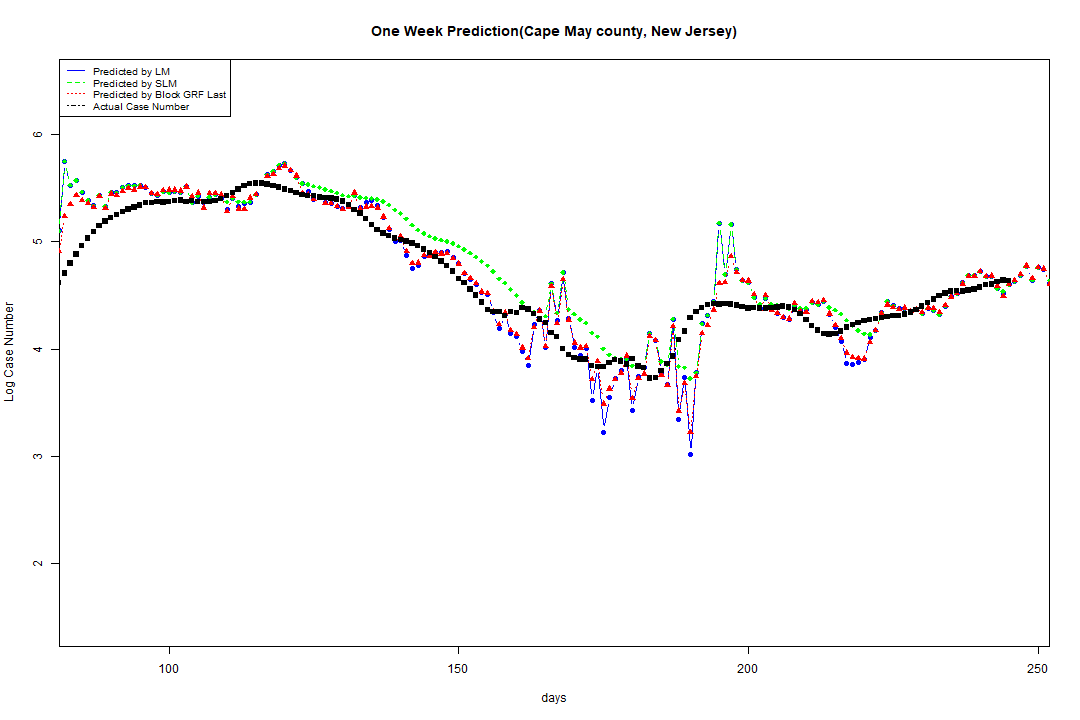 One Week Prediction(Cape May county, New Jersey)
Predicted by LM
Predicted by SLM
Predicted by Block GRF Last
Actual Case Number
6
5
4
3
2
Log Case Number
100 150 200 250
days